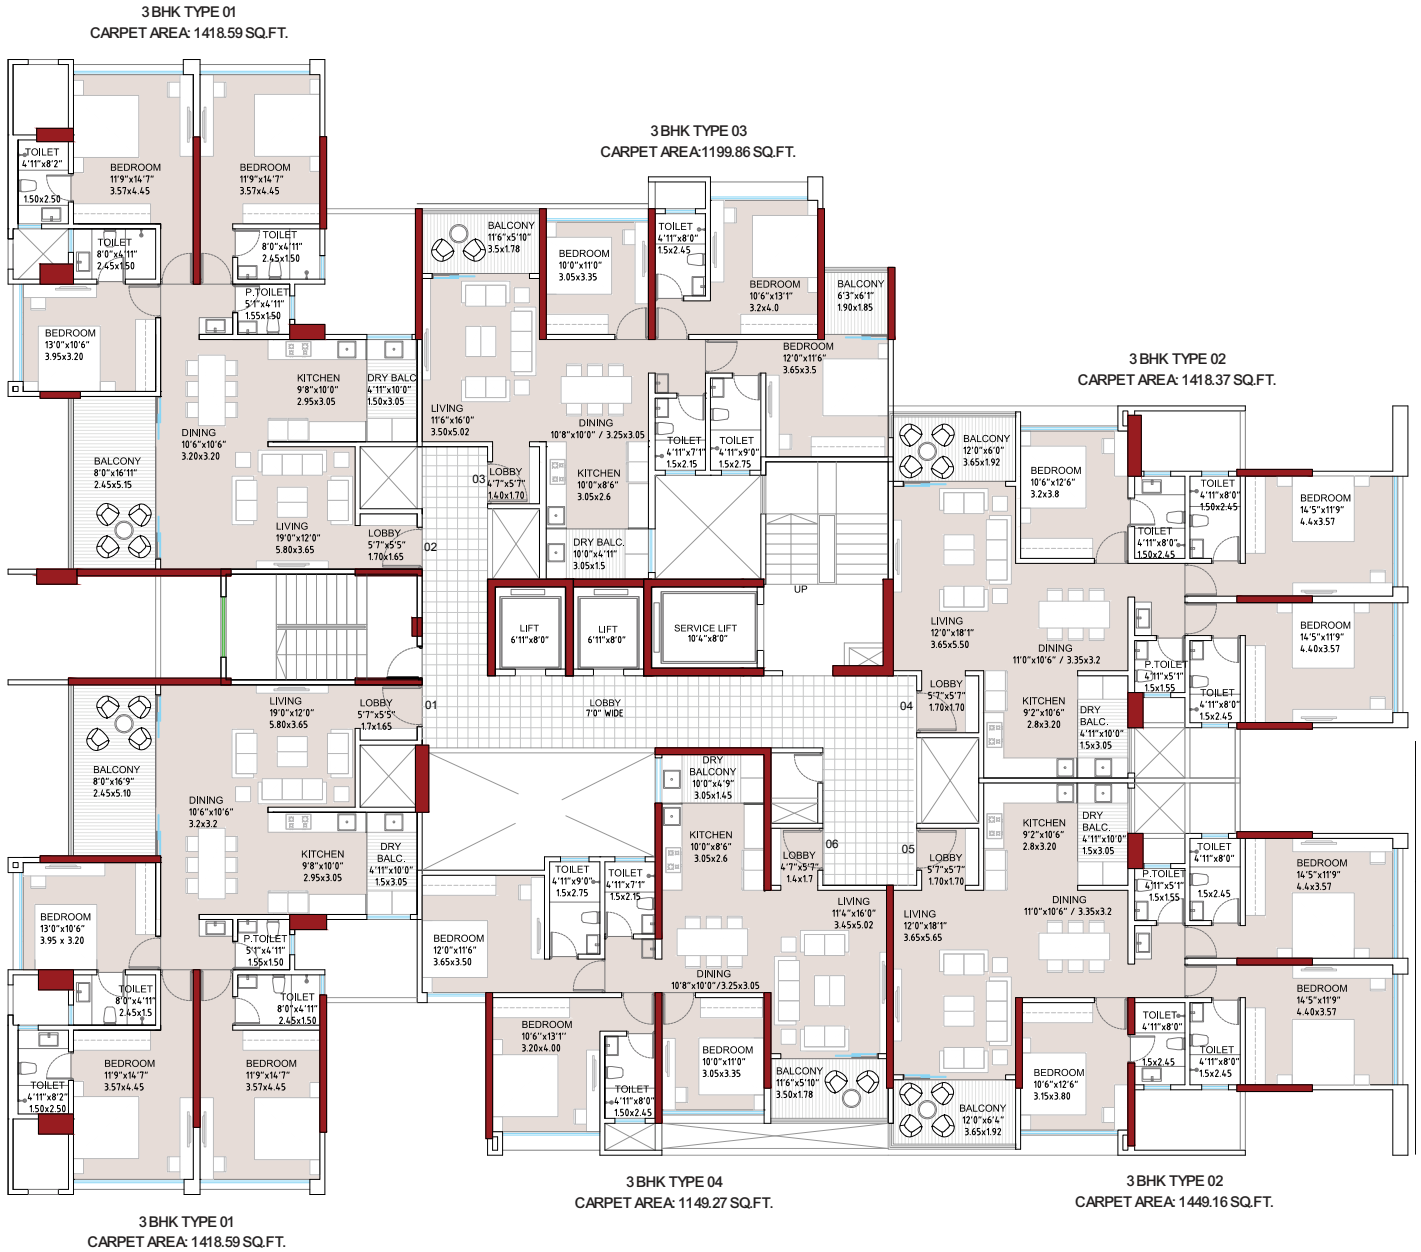 3 BHK TYPE 01
CARPET AREA: 1418.59 SQ.FT.
TOILET
4'11"x8'2"
1.50x2.50
BEDROOM
11'9"x14'7"
3.57x4.45
BEDROOM
11'9"x14'7"
3.57x4.45
TOILET
8'0"x4'11"
2.45x1.50
TOILET
8'0"x4'11"
2.45x1.50
P.TOILET
5'1"x4'11"
1.55x1.50
BEDROOM
13'0"x10'6"
3.95x3.20
KITCHEN
9'8"x10'0"
2.95x3.05
DRY BALC.
4'11"x10'0"
1.50x3.05
DINING
10'6"x10'6"
3.20x3.20
BALCONY
8'0"x16'11"
2.45x5.15
LIVING
19'0"x12'0"
5.80x3.65
LOBBY
5'7"x5'5"
1.70x1.65
02
3 BHK TYPE 03
CARPET AREA:1199.86 SQ.FT.
BALCONY
11'6"x5'10"
3.5x1.78
BEDROOM
10'0"x11'0"
3.05x3.35
TOILET
4'11"x8'0"
1.5x2.45
BEDROOM
10'6"x13'1"
3.2x4.0
BALCONY
6'3"x6'1"
1.90x1.85
BEDROOM
12'0"x11'6"
3.65x3.5
LIVING
11'6"x16'0"
3.50x5.02
DINING
10'8"x10'0" / 3.25x3.05
TOILET
4'11"x7'1"
1.5x2.15
TOILET
4'11"x9'0"
1.5x2.75
03
LOBBY
4'7"x5'7"
1.40x1.70
KITCHEN
10'0"x8'6"
3.05x2.6
DRY BALC.
10'0"x4'11"
3.05x1.5
UP
LIFT
6'11"x8'0"
LIFT
6'11"x8'0"
SERVICE LIFT
10'4"x8'0"
LOBBY
7'0" WIDE
3 BHK TYPE 02
CARPET AREA: 1418.37 SQ.FT.
BALCONY
12'0"x6'0"
3.65x1.92
BEDROOM
10'6"x12'6"
3.2x3.8
TOILET
4'11"x8'0"
1.50x2.45
TOILET
4'11"x8'0"
1.50x2.45
BEDROOM
14'5"x11'9"
4.4x3.57
LIVING
12'0"x18'1"
3.65x5.50
DINING
11'0"x10'6" / 3.35x3.2
BEDROOM
14'5"x11'9"
4.40x3.57
P.TOILET
4'11"x5'1"
1.5x1.55
TOILET
4'11"x8'0"
1.5x2.45
04
LOBBY
5'7"x5'7"
1.70x1.70
KITCHEN
9'2"x10'6"
2.8x3.20
DRY
BALC.
4'11"x10'0"
1.5x3.05
01
LOBBY
5'7"x5'5"
1.7x1.65
LIVING
19'0"x12'0"
5.80x3.65
BALCONY
8'0"x16'9"
2.45x5.10
DINING
10'6"x10'6"
3.2x3.2
KITCHEN
9'8"x10'0"
2.95x3.05
DRY
BALC.
4'11"x10'0"
1.5x3.05
BEDROOM
13'0"x10'6"
3.95 x 3.20
P.TOILET
5'1"x4'11"
1.55x1.50
TOILET
8'0"x4'11"
2.45x1.5
TOILET
8'0"x4'11"
2.45x1.50
BEDROOM
11'9"x14'7"
3.57x4.45
BEDROOM
11'9"x14'7"
3.57x4.45
TOILET
4'11"x8'2"
1.50x2.50
3 BHK TYPE 01
CARPET AREA: 1418.59 SQ.FT.
DRY
BALCONY
10'0"x4'9"
3.05x1.45
KITCHEN
10'0"x8'6"
3.05x2.6
06
LOBBY
4'7"x5'7"
1.4x1.7
TOILET
4'11"x9'0"
1.5x2.75
TOILET
4'11"x7'1"
1.5x2.15
LIVING
11'4"x16'0"
3.45x5.02
BEDROOM
12'0"x11'6"
3.65x3.50
DINING
10'8"x10'0"/3.25x3.05
BEDROOM
10'6"x13'1"
3.20x4.00
BEDROOM
10'0"x11'0"
3.05x3.35
TOILET
4'11"x8'0"
1.50x2.45
BALCONY
11'6"x5'10"
3.50x1.78
3 BHK TYPE 04
CARPET AREA: 1149.27 SQ.FT.
05
LOBBY
5'7"x5'7"
1.70x1.70
KITCHEN
9'2"x10'6"
2.8x3.20
DRY
BALC.
4'11"x10'0"
1.5x3.05
TOILET
4'11"x8'0"
1.5x2.45
P.TOILET
4'11"x5'1"
1.5x1.55
BEDROOM
14'5"x11'9"
4.4x3.57
LIVING
12'0"x18'1"
3.65x5.65
DINING
11'0"x10'6" / 3.35x3.2
BEDROOM
14'5"x11'9"
4.40x3.57
TOILET
4'11"x8'0"
1.5x2.45
TOILET
4'11"x8'0"
1.5x2.45
BEDROOM
10'6"x12'6"
3.15x3.80
BALCONY
12'0"x6'4"
3.65x1.92
3 BHK TYPE 02
CARPET AREA: 1449.16 SQ.FT.